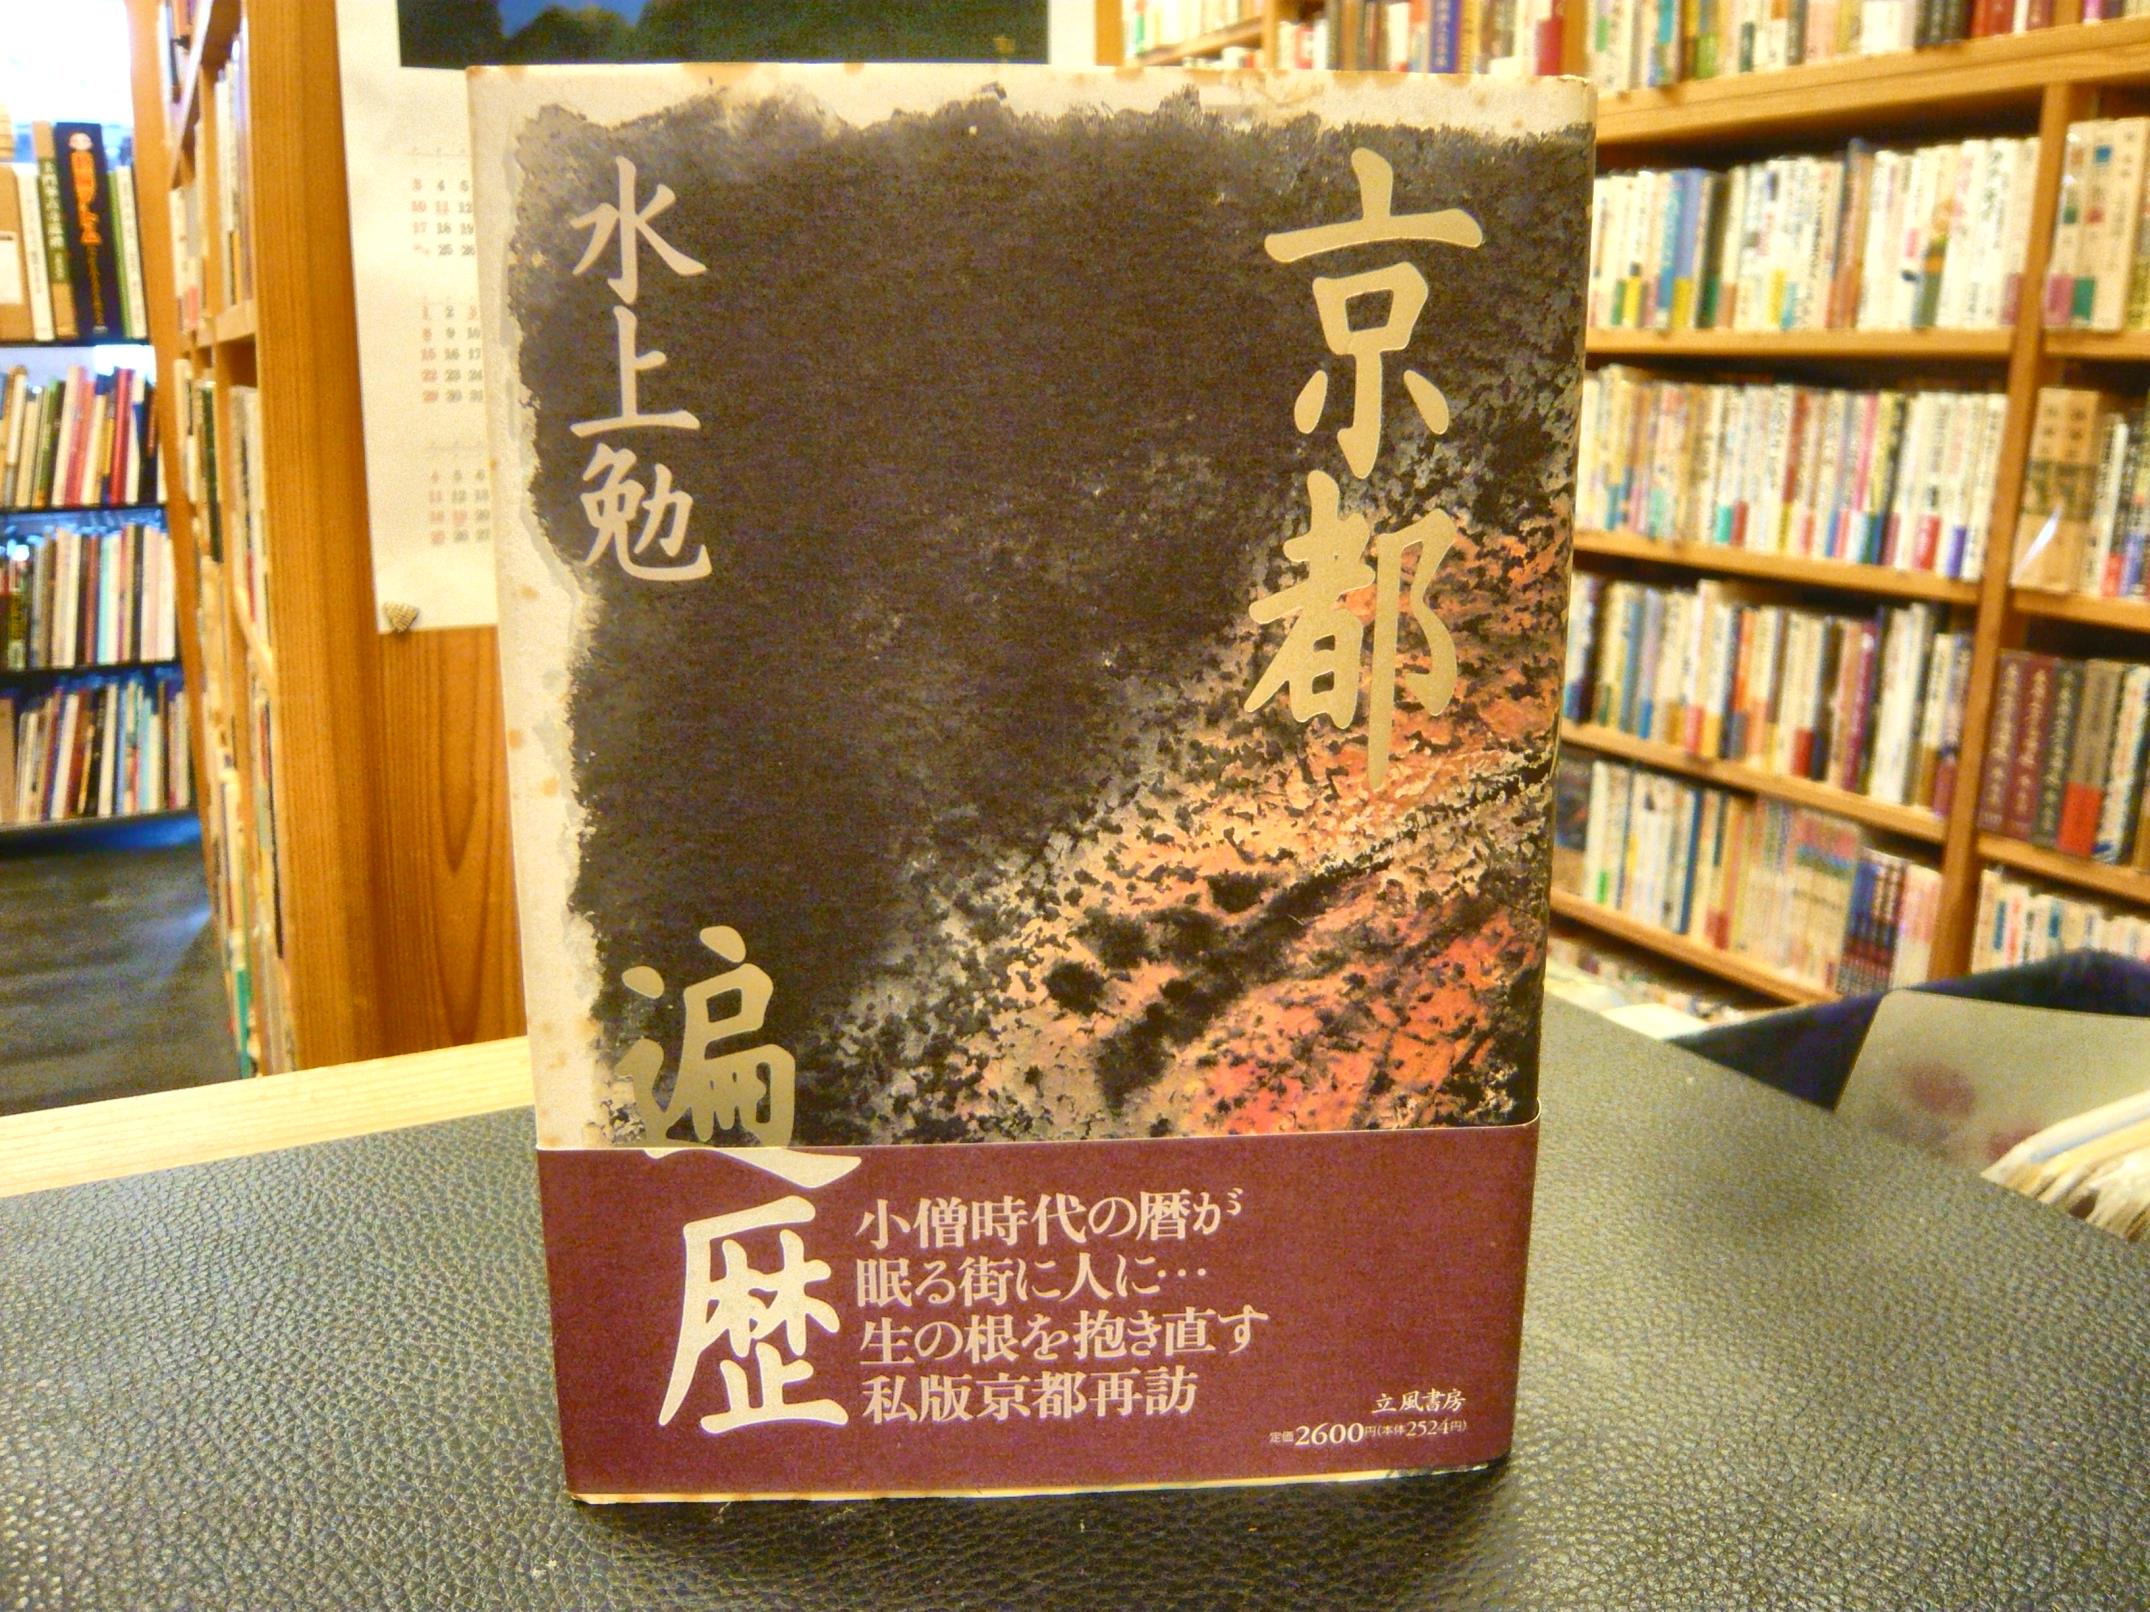 京都
遍歴
水上勉
小僧時代の暦が
眠る街に人に…
生の根を抱き直す
私版京都再訪
立風書房
定価2600円(本体2524円)